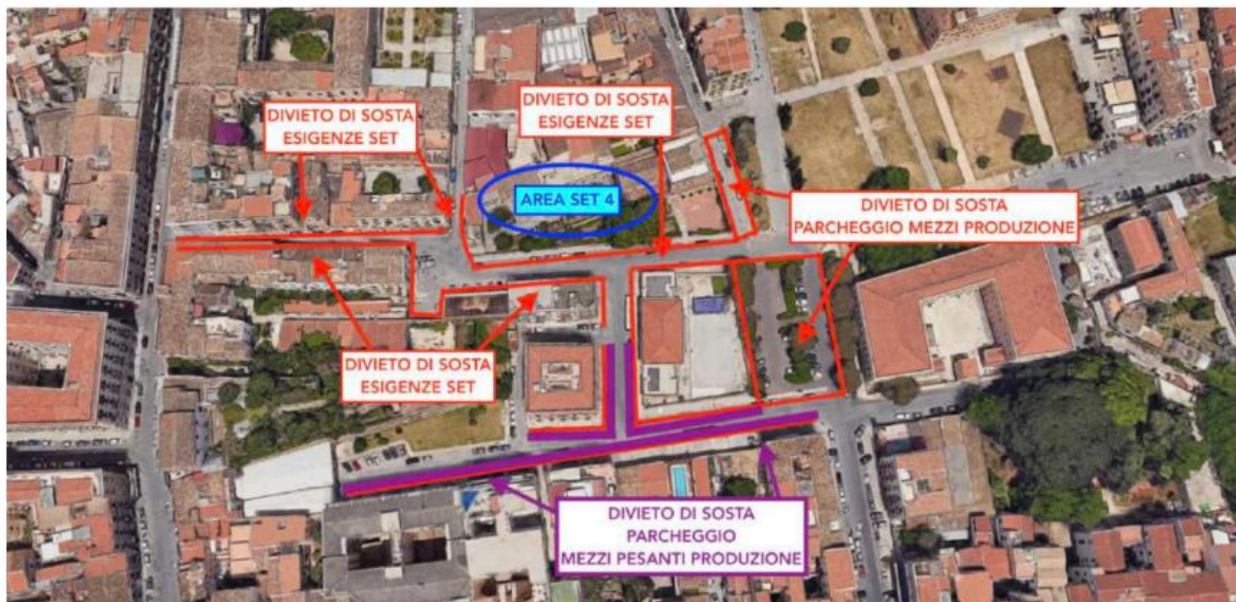 DIVIETO DI SOSTA
ESIGENZE SET
DIVIETO DI SOSTA
ESIGENZE SET
AREA SET 4
DIVIETO DI SOSTA
PARCHEGGIO MEZZI PRODUZIONE
DIVIETO DI SOSTA
ESIGENZE SET
DIVIETO DI SOSTA
PARCHEGGIO
MEZZI PESANTI PRODUZIONE